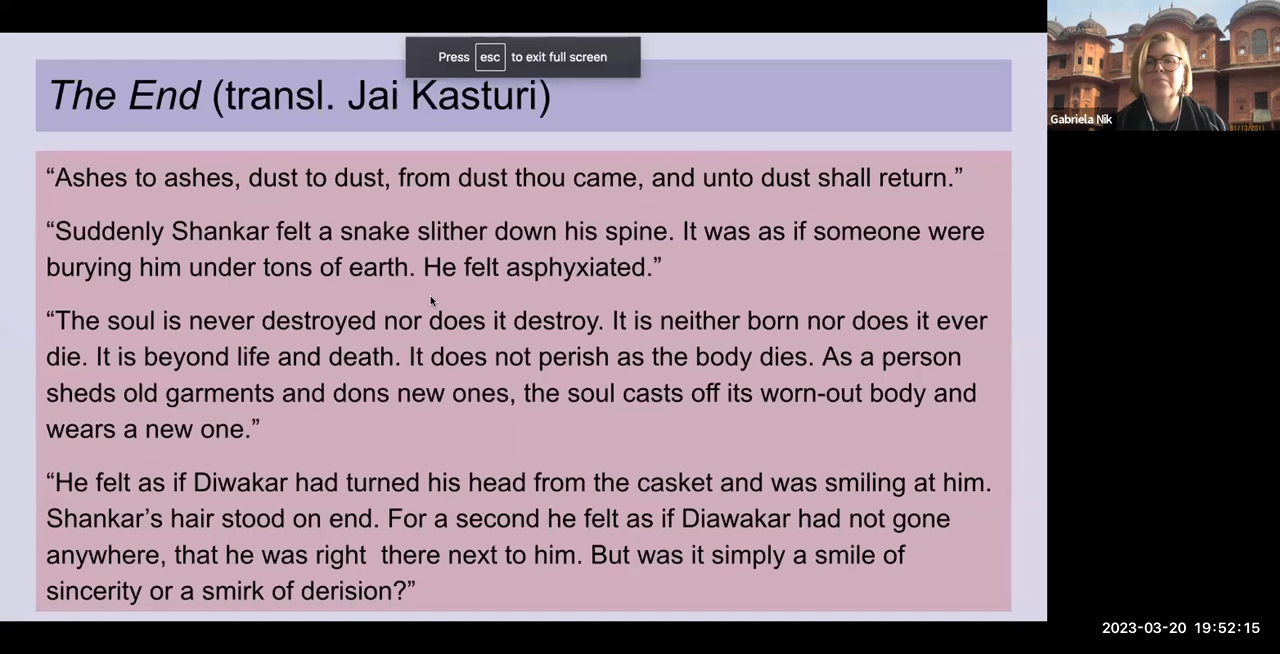 Press esc to exit full screen
The End (transl. Jai Kasturi)
“Ashes to ashes, dust to dust, from dust thou came, and unto dust shall return.”
“Suddenly Shankar felt a snake slither down his spine. It was as if someone were
burying him under tons of earth. He felt asphyxiated.”
“The soul is never destroyed nor does it destroy. It is neither born nor does it ever
die. It is beyond life and death. It does not perish as the body dies. As a person
sheds old garments and dons new ones, the soul casts off its worn-out body and
wears a new one.”
“He felt as if Diwakar had turned his head from the casket and was smiling at him.
Shankar’s hair stood on end. For a second he felt as if Diawakar had not gone
anywhere, that he was right  there next to him. But was it simply a smile of
sincerity or a smirk of derision?”
Gabriela Nik
01/13/2011
2023-03-20 19:52:15